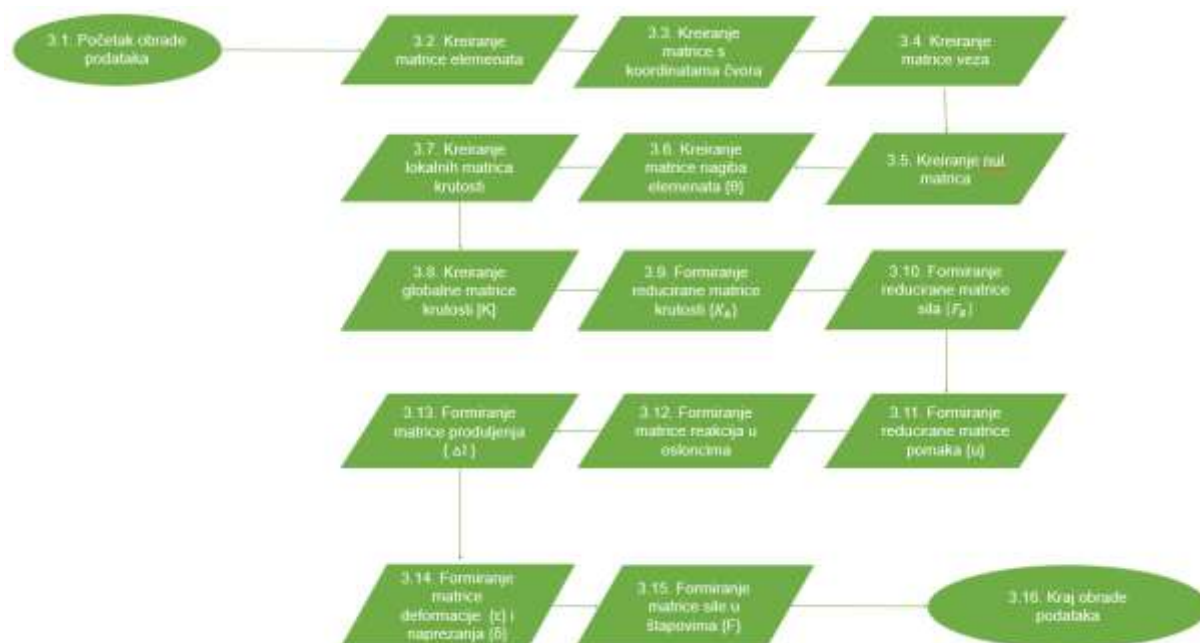 3.1. Početak obrade
podataka
3.2. Kreiranje
matrice elemenata
3.3. Kreiranje
matrice s
koordinatama čvora
3.4. Kreiranje
matrice veza
3.5. Kreiranje nul
matrica
3.6. Kreiranje
matrice nagiba
elemenata {θ}
3.7. Kreiranje
lokalnih matrica
krutosti
3.8. Kreiranje
globalne matrice
krutosti [K]
3.9. Formiranje
reducirane matrice
krutosti {K_R}
3.10. Formiranje
reducirane matrice
sila {F_R}
3.11. Formiranje
reducirane matrice
pomaka {u}
3.12. Formiranje
matrice reakcija u
osloncima
3.13. Formiranje
matrice produljenja
{ Δl }
3.14. Formiranje
matrice
deformacije {ε} i
naprezanja {δ}
3.15. Formiranje
matrice sile u
štapovima {F}
3.16. Kraj obrade
podataka